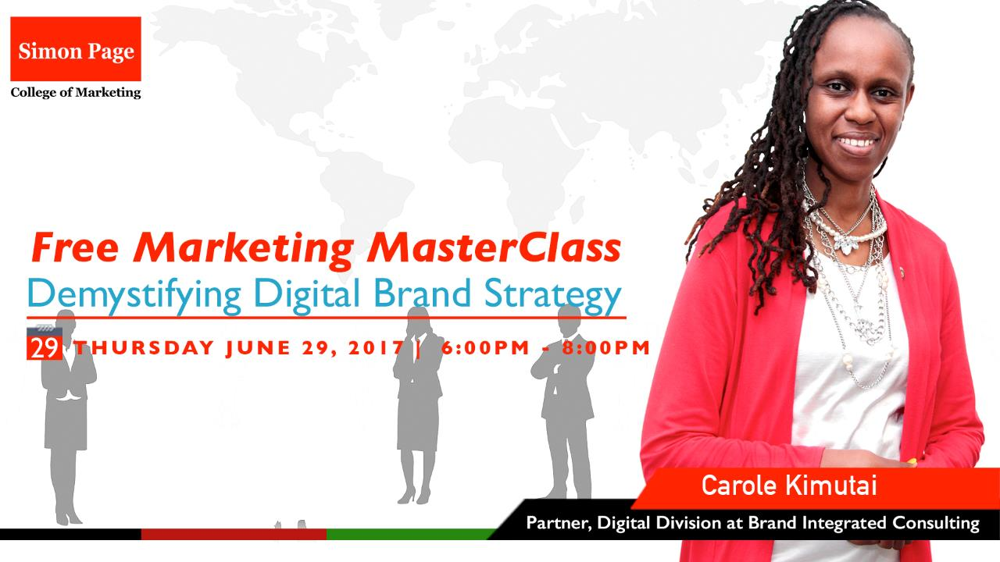 Simon Page
College of Marketing
Free Marketing MasterClass
Demystifying Digital Brand Strategy
29 THURSDAY JUNE 29, 2017 | 6:00PM - 8:00PM
Carole Kimutai
Partner, Digital Division at Brand Integrated Consulting